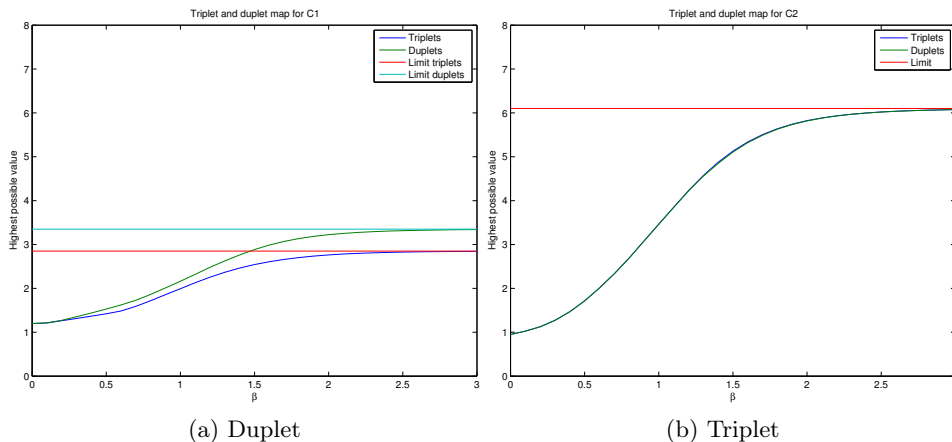 Triplet and duplet map for C1
8
7
6
5
4
3
2
1
0
Highest possible value
0
0.5
1
1.5
2
2.5
3
β
Triplets
Duplets
Limit triplets
Limit duplets
(a) Duplet
Triplet and duplet map for C2
8
7
6
5
4
3
2
1
0
Highest possible value
0
0.5
1
1.5
2
2.5
β
Triplets
Duplets
Limit
(b) Triplet